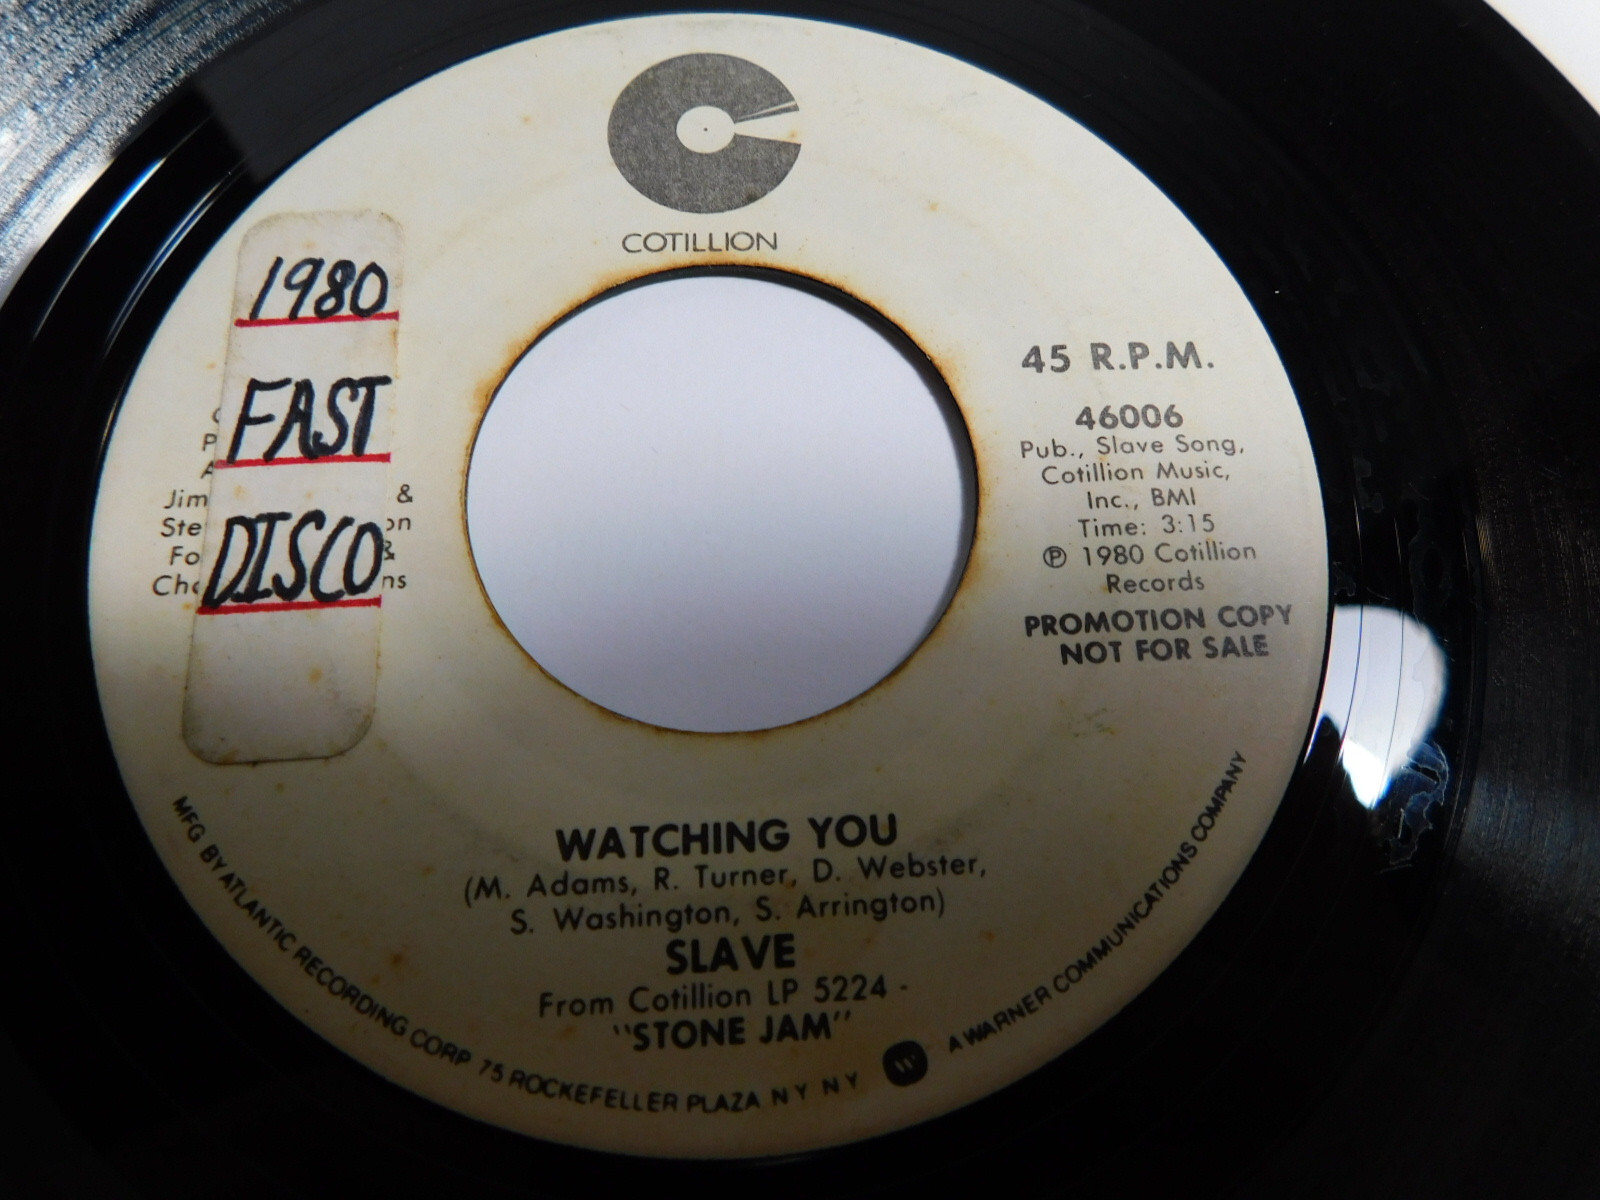 COTILLION
1980
FAST
DISCO
Jim &
45 R.P.M.
46006
Pub., Slave Song,
Cotillion Music,
Inc., BMI
Time: 3:15
℗ 1980 Cotillion
Records
PROMOTION COPY
NOT FOR SALE
WATCHING YOU
(M. Adams, R. Turner, D. Webster,
S. Washington, S. Arrington)
SLAVE
From Cotillion LP 5224 -
"STONE JAM"
MFG BY ATLANTIC RECORDING CORP 75 ROCKEFELLER PLAZA N Y N Y W A WARNER COMMUNICATIONS COMPANY